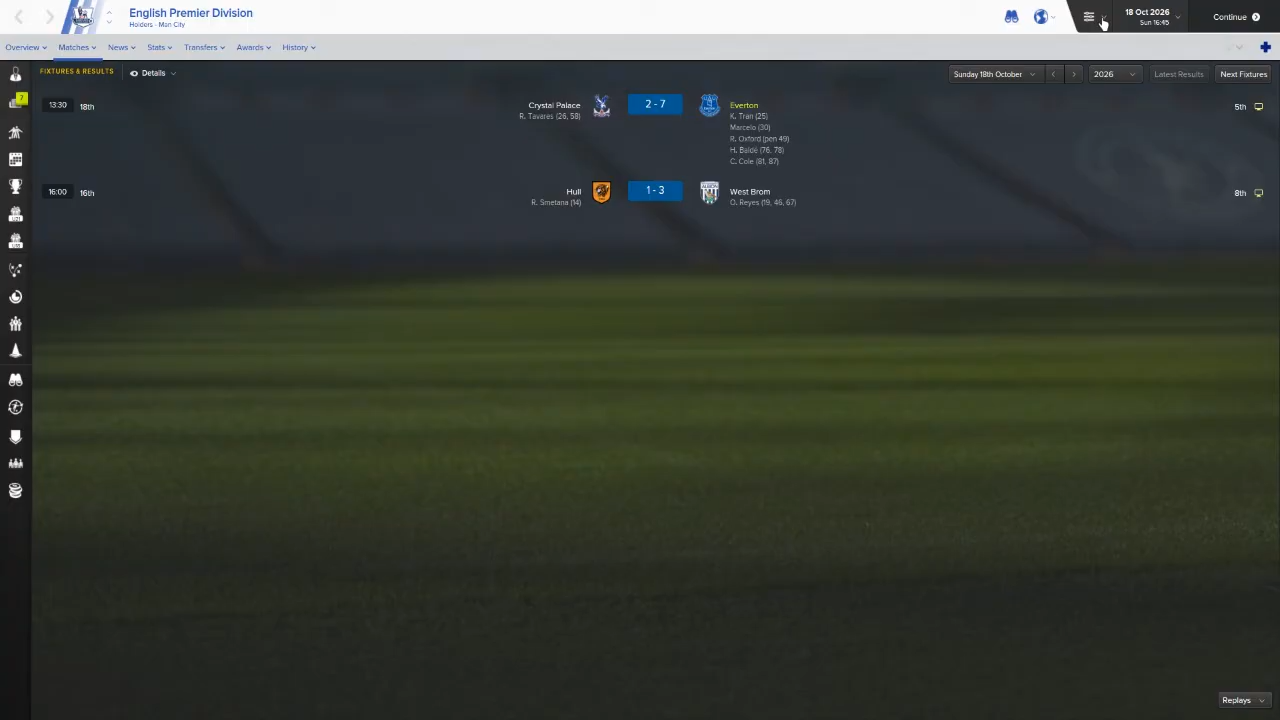 English Premier Division
Holders - Man City
18 Oct 2026
Sun 16:45
Continue
Overview
Matches
News
Stats
Transfers
Awards
History
FIXTURES & RESULTS
Details
Sunday 18th October
2026
Latest Results
Next Fixtures
13:30
18th
Crystal Palace
R. Tavares (26, 58)
2 - 7
Everton
K. Tran (25)
Marcelo (30)
R. Oxford (pen 49)
H. Baldé (76, 78)
C. Cole (81, 87)
5th
16:00
16th
Hull
R. Smetana (14)
1 - 3
West Brom
O. Reyes (19, 46, 67)
8th
7
U21
U18
Replays